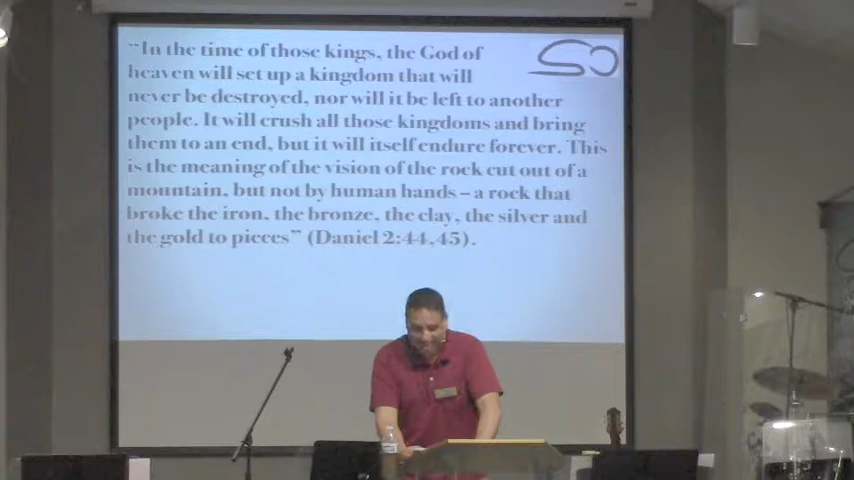 “In the time of those kings, the God of
heaven will set up a kingdom that will
never be destroyed, nor will it be left to another
people. It will crush all those kingdoms and bring
them to an end, but it will itself endure forever. This
is the meaning of the vision of the rock cut out of a
mountain, but not by human hands – a rock that
broke the iron, the bronze, the clay, the silver and
the gold to pieces” (Daniel 2:44,45).